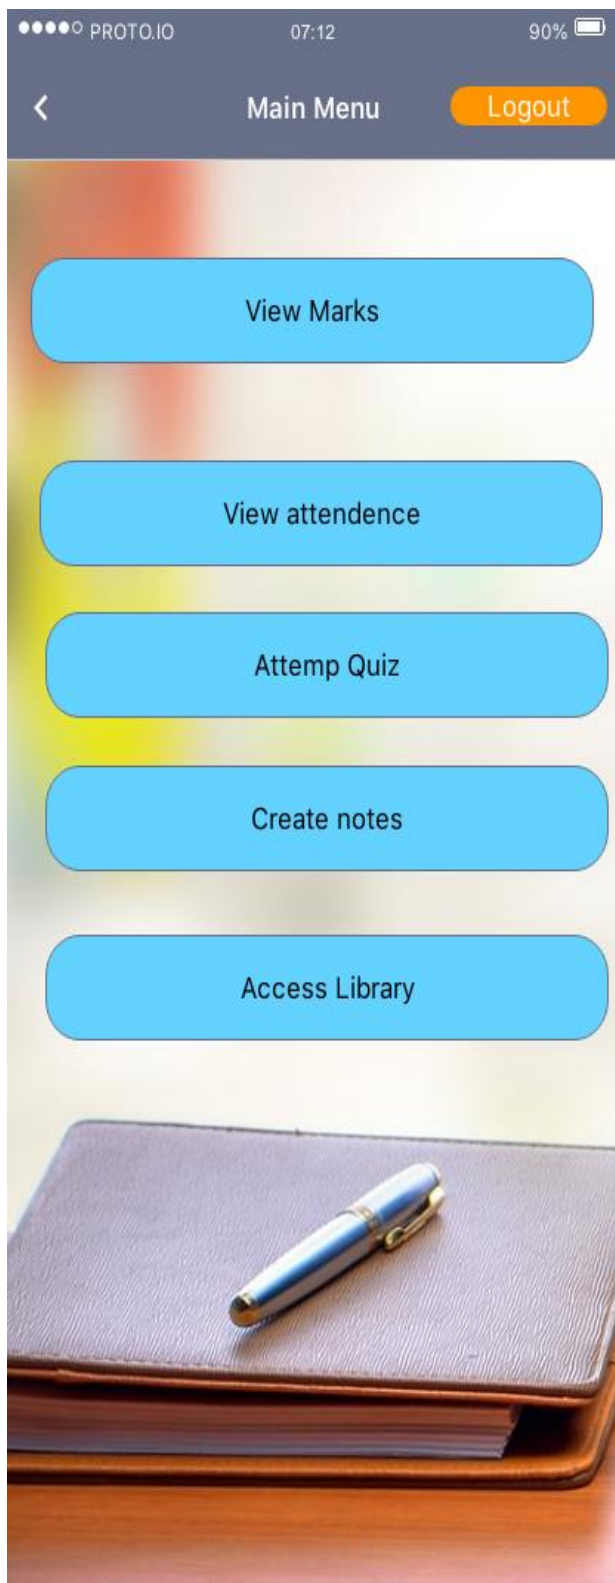 PROTO.IO 07:12 90%
Main Menu Logout
View Marks
View attendence
Attemp Quiz
Create notes
Access Library